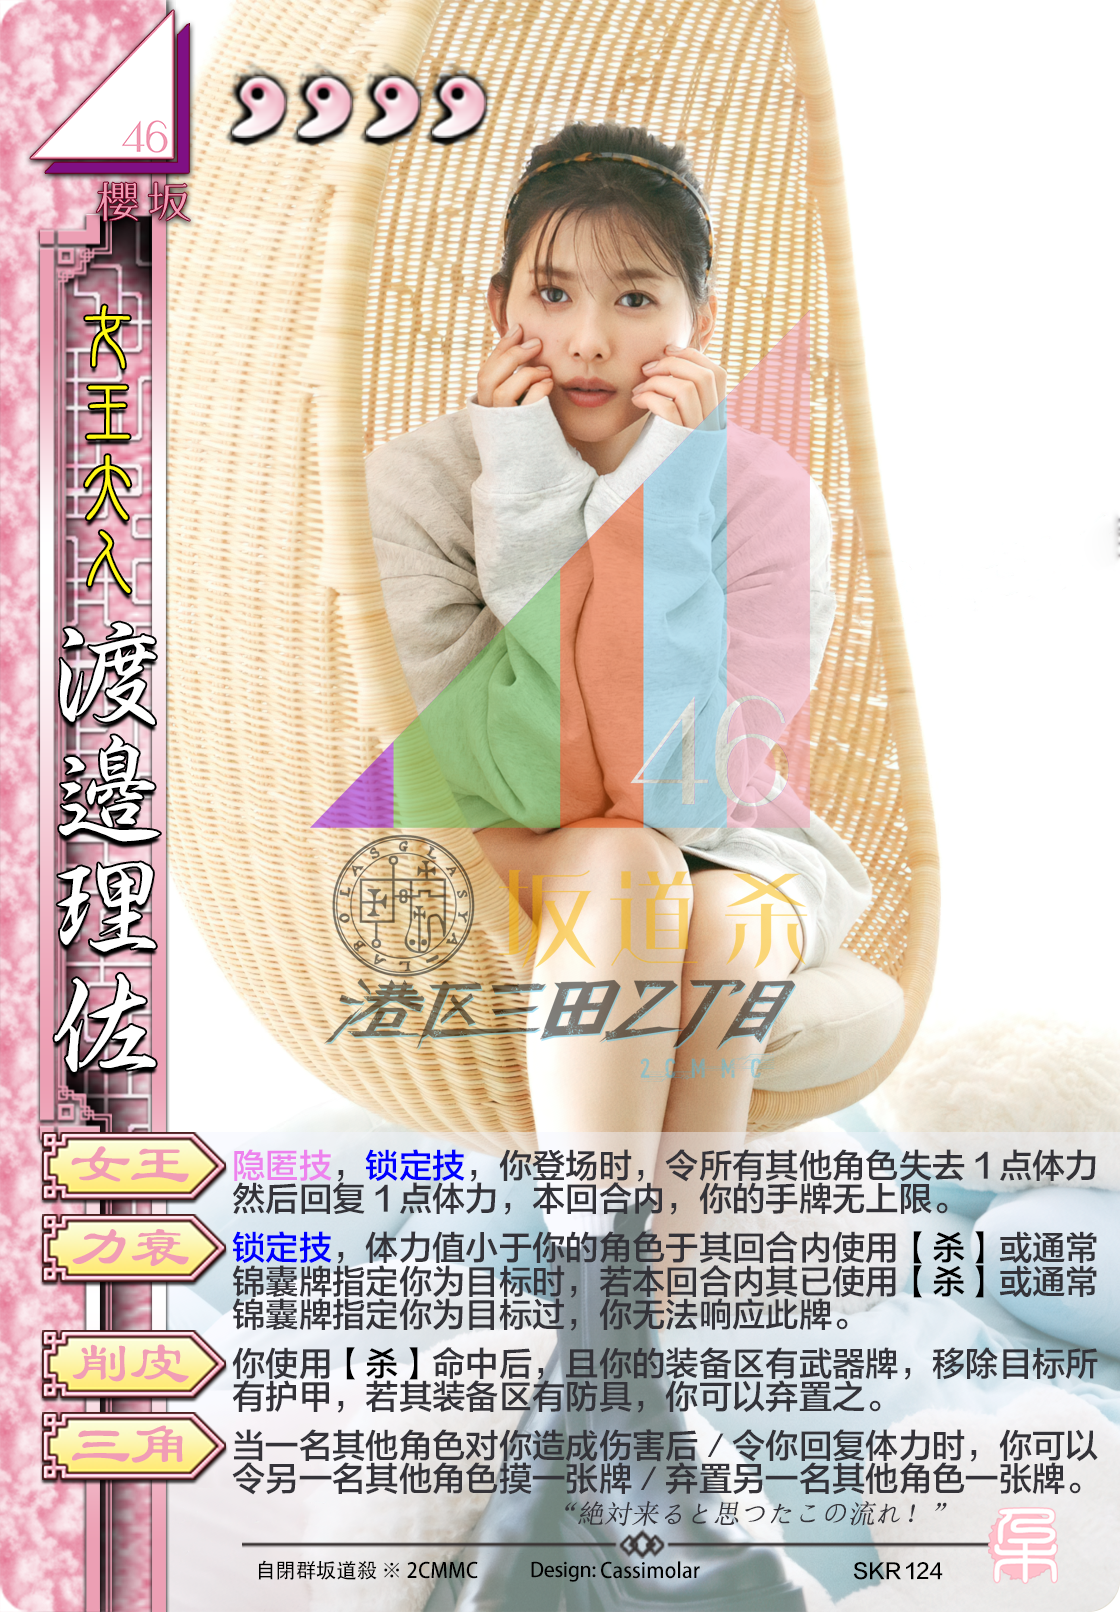 46
櫻坂
女王大人
渡邉理佐
46
GLASYALABOLAS
坂道杀
港区三田2丁目
2CMMC
女王
隐匿技，锁定技，你登场时，令所有其他角色失去1点体力
然后回复1点体力，本回合内，你的手牌无上限。
力衰
锁定技，体力值小于你的角色于其回合内使用【杀】或通常
锦囊牌指定你为目标时，若本回合内其已使用【杀】或通常
锦囊牌指定你为目标过，你无法响应此牌。
削皮
你使用【杀】命中后，且你的装备区有武器牌，移除目标所
有护甲，若其装备区有防具，你可以弃置之。
三角
当一名其他角色对你造成伤害后/令你回复体力时，你可以
令另一名其他角色摸一张牌/弃置另一名其他角色一张牌。
“絶対来ると思つたこの流れ！”
自閉群坂道殺 ※ 2CMMC
Design: Cassimolar
SKR124